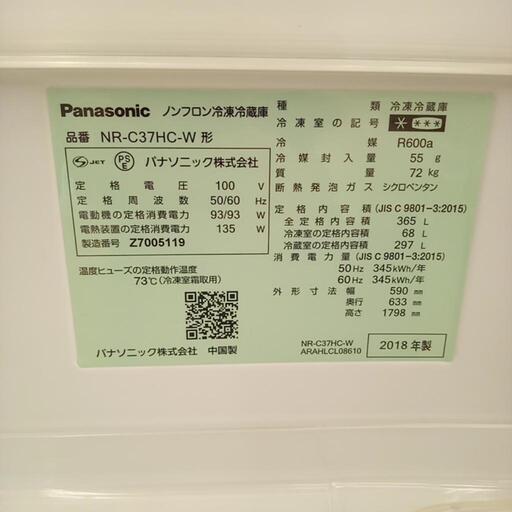 Panasonic ノンフロン冷凍冷蔵庫
品番 NR-C37HC-W 形
S JET PS E パナソニック株式会社
定格電圧 100 V
定格周波数 50/60 Hz
電動機の定格消費電力 93/93 W
電熱装置の定格消費電力 135 W
製造番号 Z7005119
温度ヒューズの定格動作温度
73℃(冷凍室霜取用)
パナソニック株式会社 中国製
種類 冷凍冷蔵庫
冷凍室の記号 ****
冷媒 R600a
冷媒封入量 55 g
質量 72 kg
断熱発泡ガス シクロペンタン
定格内容積 (JIS C 9801-3:2015)
全定格内容積 365 L
冷凍室の定格内容積 68 L
冷蔵室の定格内容積 297 L
消費電力量 (JIS C 9801-3:2015)
50Hz 345kWh/年
60Hz 345kWh/年
外形寸法 幅 590 mm
奥行 633 mm
高さ 1798 mm
NR-C37HC-W
ARAHLCL08610
2018年製